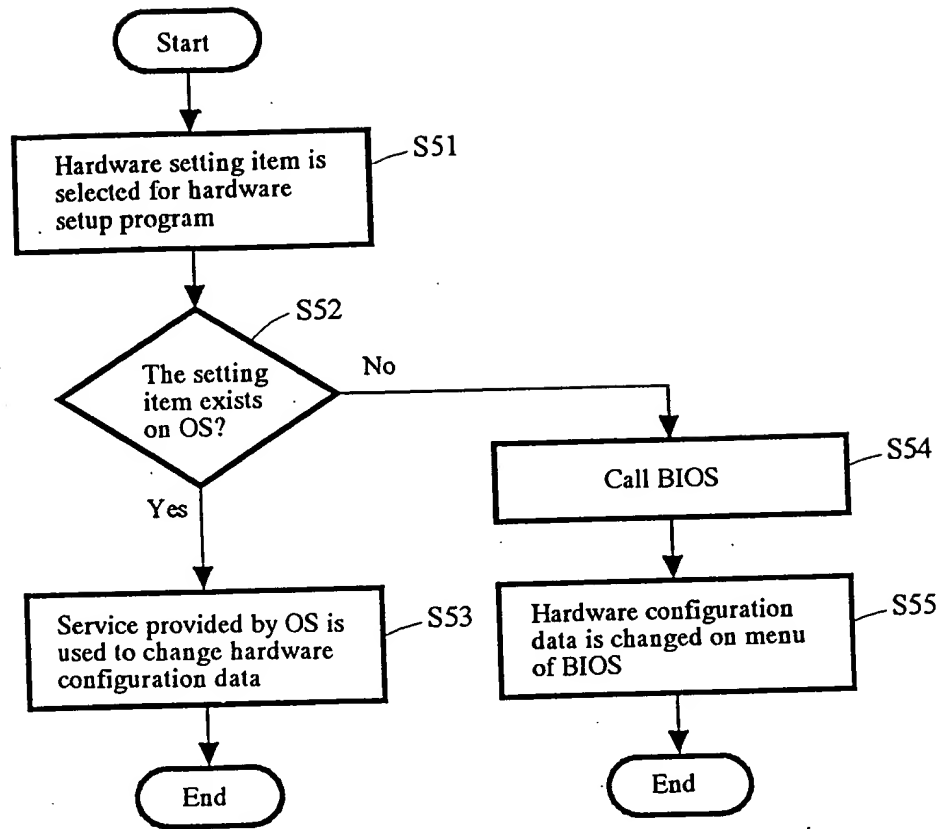 Start
S51
Hardware setting item is
selected for hardware
setup program
S52
The setting
item exists
on OS?
No
Yes
S54
Call BIOS
S53
Service provided by OS is
used to change hardware
configuration data
S55
Hardware configuration
data is changed on menu
of BIOS
End
End